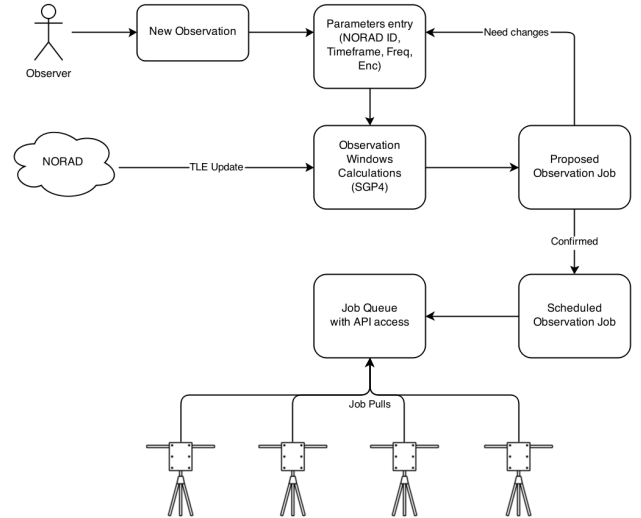 Observer
New Observation
Parameters entry
(NORAD ID,
Timeframe, Freq,
Enc)
Need changes
NORAD
TLE Update
Observation
Windows
Calculations
(SGP4)
Proposed
Observation Job
Confirmed
Job Queue
with API access
Scheduled
Observation Job
Job Pulls